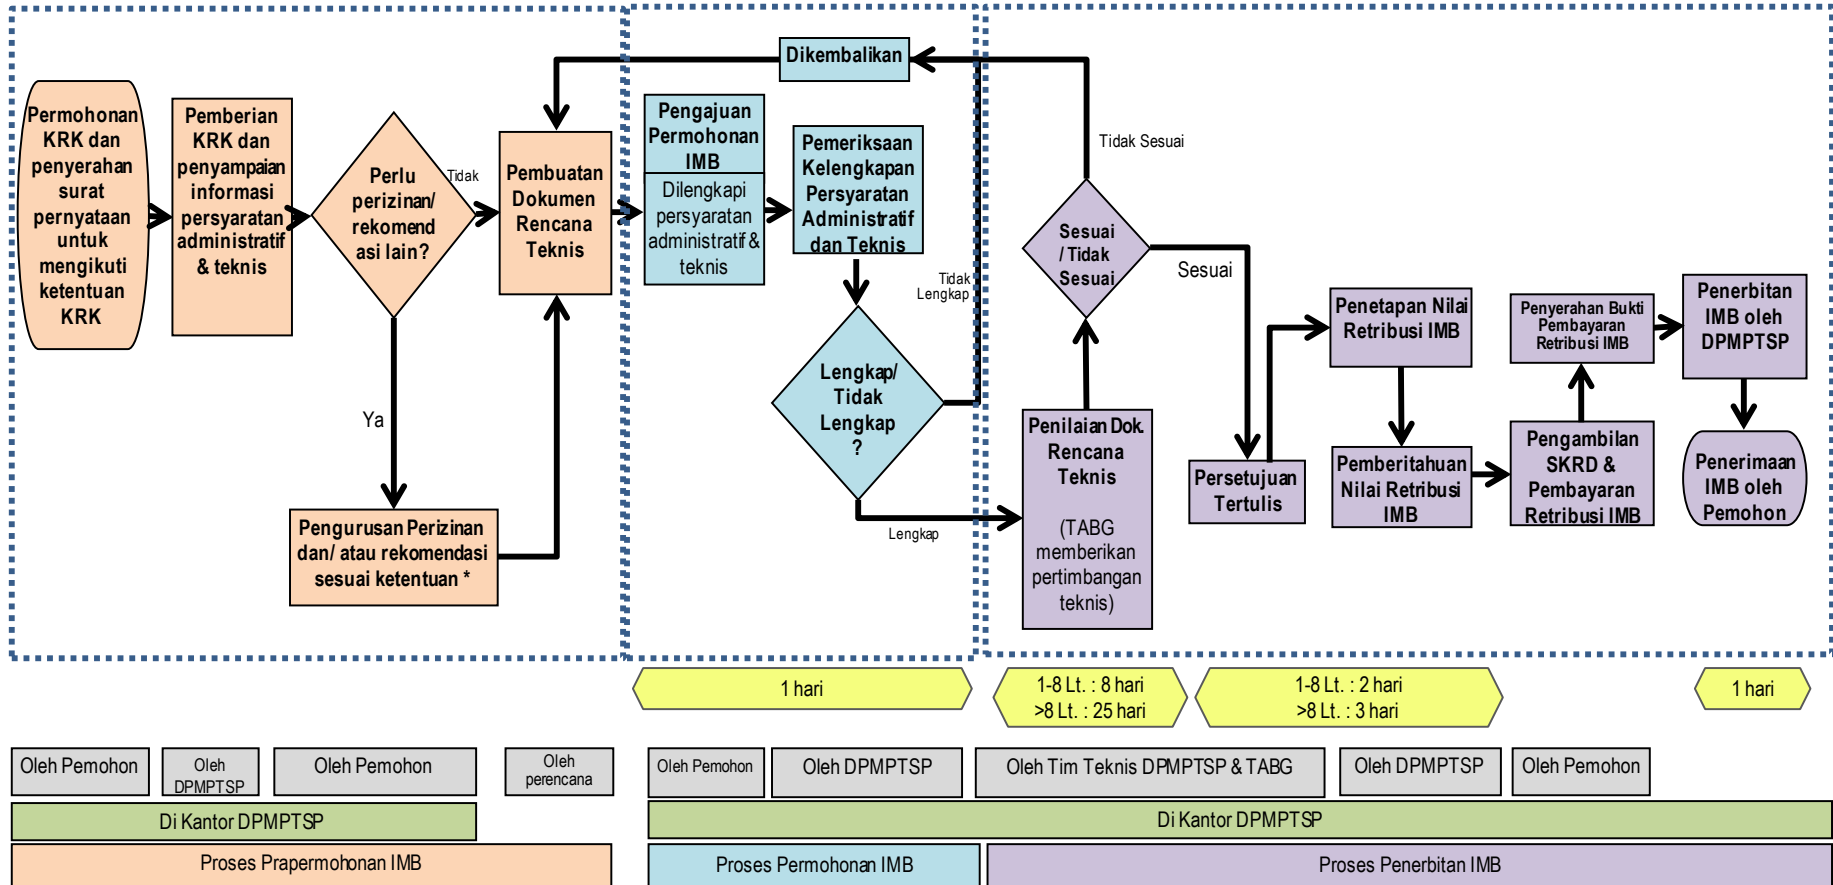 Permohonan
KRK dan
penyerahan
surat
pernyataan
untuk
mengikuti
ketentuan
KRK
Pemberian
KRK dan
penyampaian
informasi
persyaratan
administratif
& teknis
Perlu
perizinan/
rekomend
asi lain?
Tidak
Ya
Pengurusan Perizinan
dan/ atau rekomendasi
sesuai ketentuan *
Pembuatan
Dokumen
Rencana
Teknis
Dikembalikan
Pengajuan
Permohonan
IMB
Dilengkapi
persyaratan
administratif &
teknis
Pemeriksaan
Kelengkapan
Persyaratan
Administratif
dan Teknis
Tidak
Lengkap
Lengkap/
Tidak
Lengkap
?
Lengkap
Tidak Sesuai
Sesuai
/ Tidak
Sesuai
Sesuai
Penilaian Dok.
Rencana
Teknis
(TABG
memberikan
pertimbangan
teknis)
Persetujuan
Tertulis
Penetapan Nilai
Retribusi IMB
Pemberitahuan
Nilai Retribusi
IMB
Pengambilan
SKRD &
Pembayaran
Retribusi IMB
Penyerahan Bukti
Pembayaran
Retribusi IMB
Penerbitan
IMB oleh
DPMPTSP
Penerimaan
IMB oleh
Pemohon
1 hari
1-8 Lt. : 8 hari
>8 Lt. : 25 hari
1-8 Lt. : 2 hari
>8 Lt. : 3 hari
1 hari
Oleh Pemohon
Oleh
DPMPTSP
Oleh Pemohon
Oleh
perencana
Oleh Pemohon
Oleh DPMPTSP
Oleh Tim Teknis DPMPTSP & TABG
Oleh DPMPTSP
Oleh Pemohon
Di Kantor DPMPTSP
Di Kantor DPMPTSP
Proses Prapermohonan IMB
Proses Permohonan IMB
Proses Penerbitan IMB